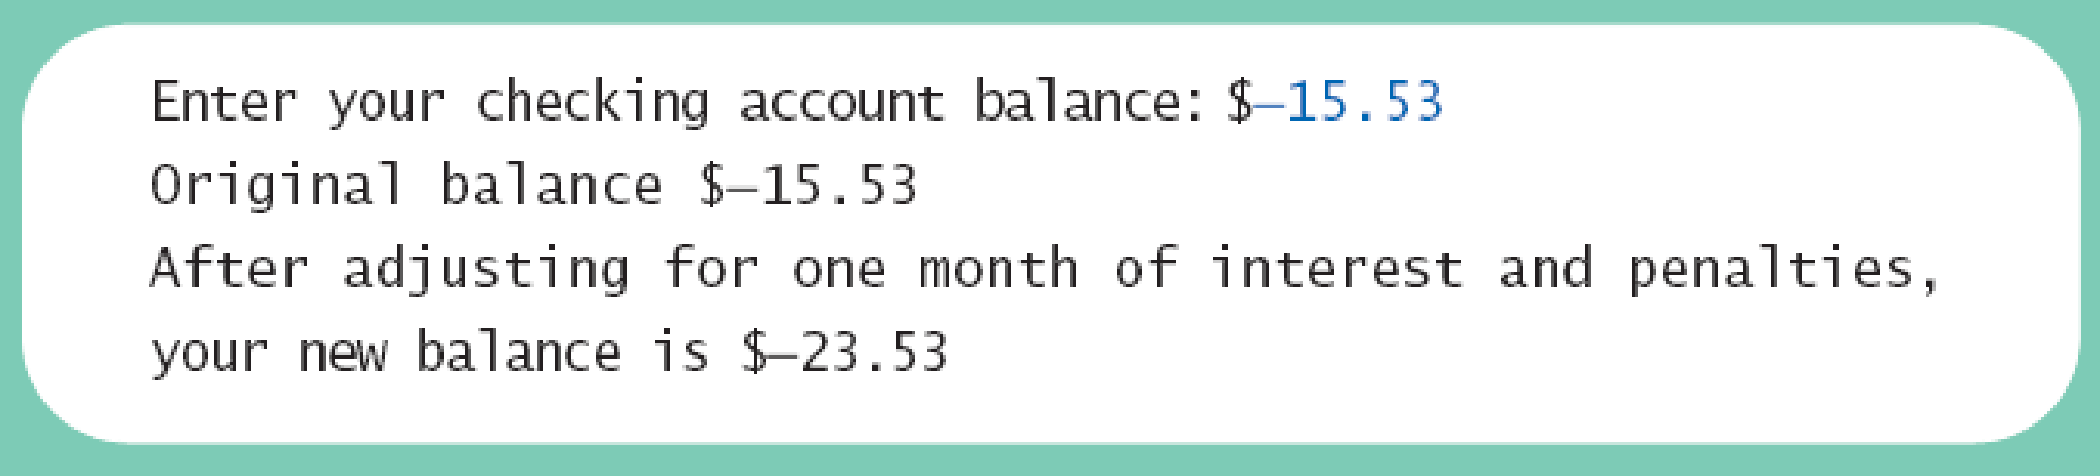 Enter your checking account balance: $–15.53
Original balance $–15.53
After adjusting for one month of interest and penalties,
your new balance is $–23.53